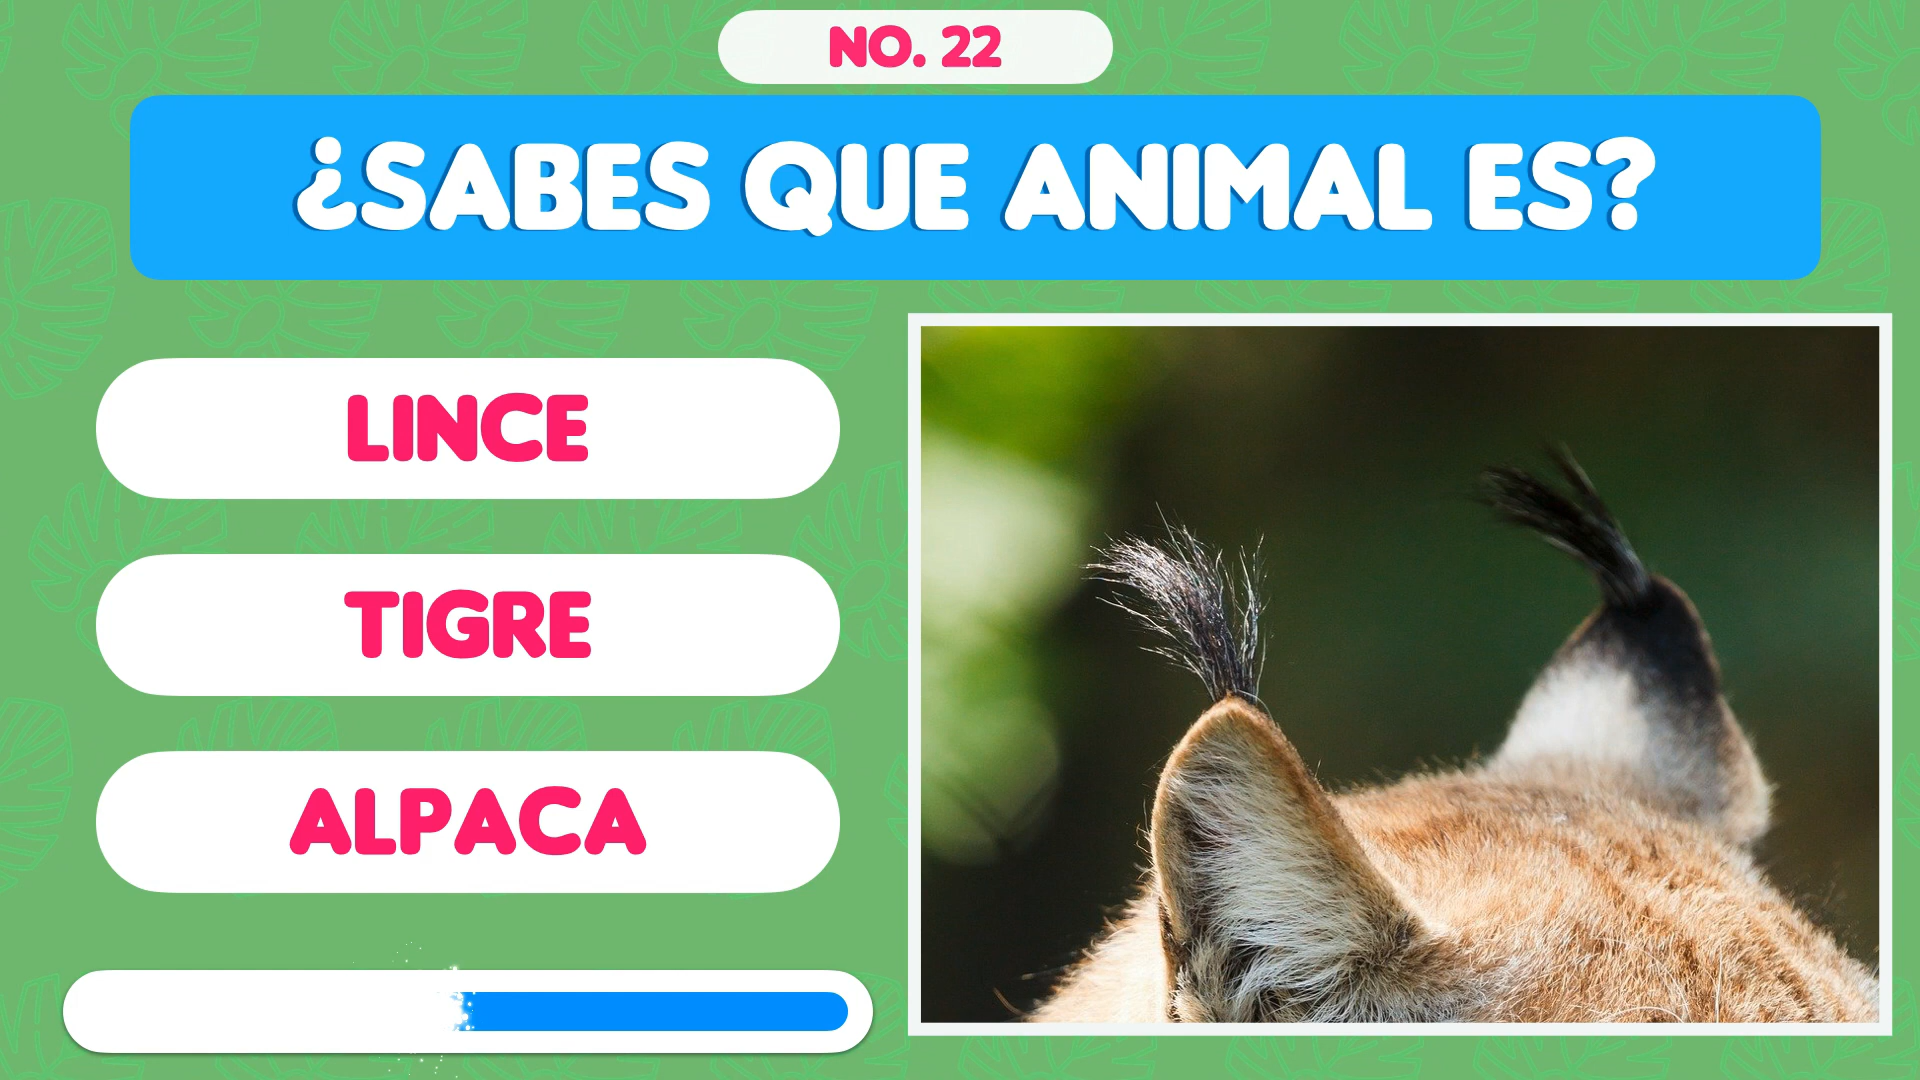 NO. 22
¿SABES QUE ANIMAL ES?
LINCE
TIGRE
ALPACA